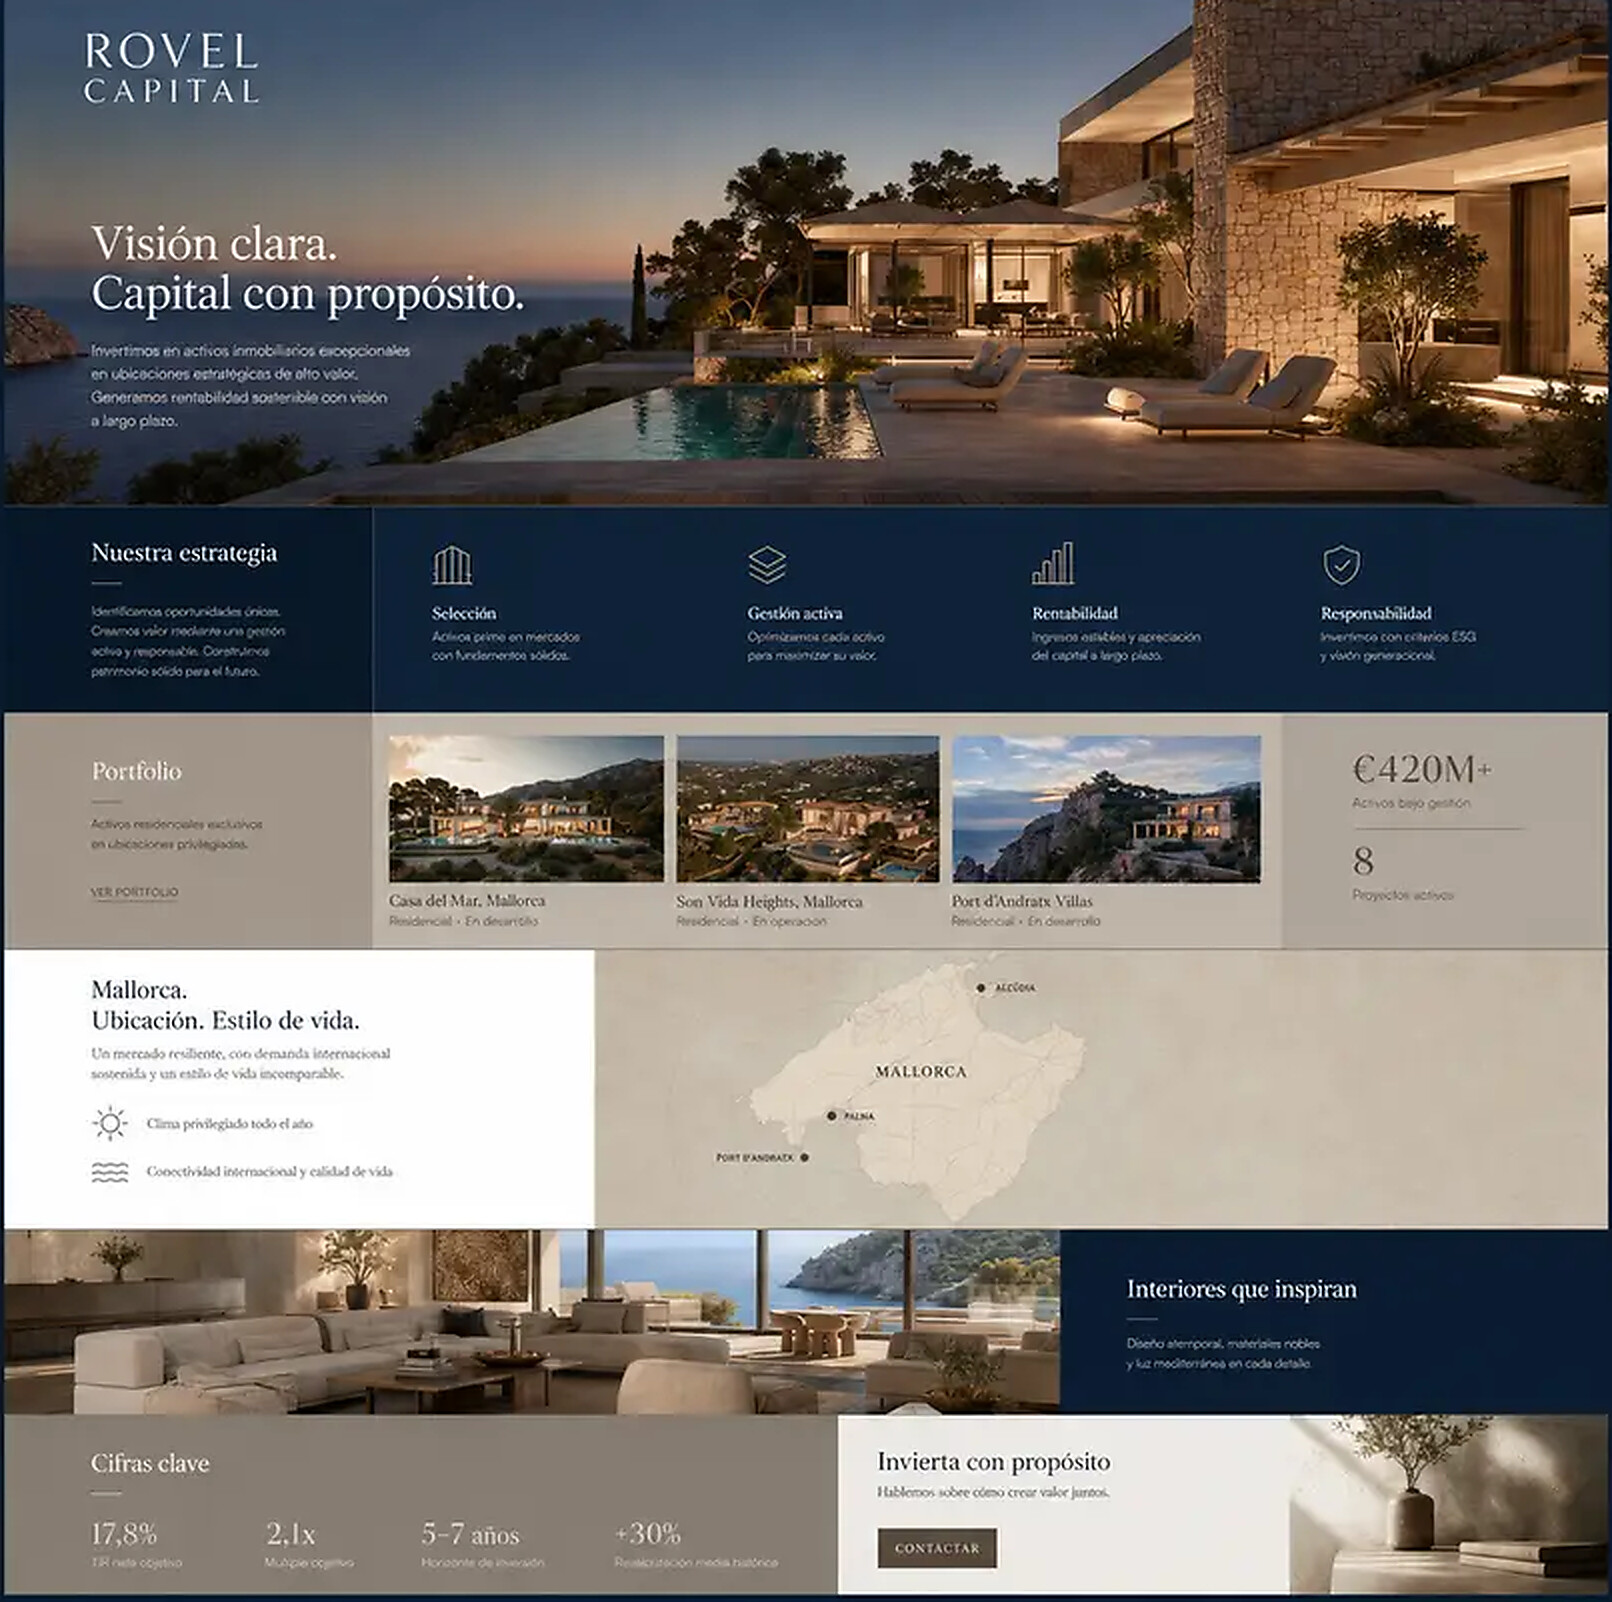 ROVEL
CAPITAL
Visión clara.
Capital con propósito.
Invertimos en activos inmobiliarios excepcionales
en ubicaciones estratégicas de alto valor.
Generamos rentabilidad sostenible con visión
a largo plazo.
Nuestra estrategia
Identificamos oportunidades únicas.
Creamos valor mediante una gestión
activa y responsable. Construimos
patrimonio sólido para el futuro.
Selección
Activos prime en mercados
con fundamentos sólidos.
Gestión activa
Optimizamos cada activo
para maximizar su valor.
Rentabilidad
Ingresos estables y apreciación
del capital a largo plazo.
Responsabilidad
Invertimos con criterios ESG
y visión generacional.
Portfolio
Activos residenciales exclusivos
en ubicaciones privilegiadas.
VER PORTFOLIO
Casa del Mar, Mallorca
Residencial • En desarrollo
Son Vida Heights, Mallorca
Residencial • En operación
Port d'Andratx Villas
Residencial • En desarrollo
€420M+
Activos bajo gestión
8
Proyectos activos
Mallorca.
Ubicación. Estilo de vida.
Un mercado resiliente, con demanda internacional
sostenida y un estilo de vida incomparable.
Clima privilegiado todo el año
Conectividad internacional y calidad de vida
ALCÚDIA
MALLORCA
PALMA
PORT D'ANDRATX
Interiores que inspiran
Diseño atemporal, materiales nobles
y luz mediterránea en cada detalle.
Cifras clave
17,8%
TIR neta objetivo
2,1x
Múltiplo objetivo
5–7 años
Horizonte de inversión
+30%
Revalorización media histórica
Invierta con propósito
Hablemos sobre cómo crear valor juntos.
CONTACTAR